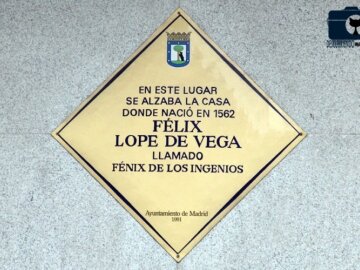 EN ESTE LUGAR
SE ALZABA LA CASA
DONDE NACIÓ EN 1562
FÉLIX
LOPE DE VEGA
LLAMADO
FÉNIX DE LOS INGENIOS
Ayuntamiento de Madrid
1991